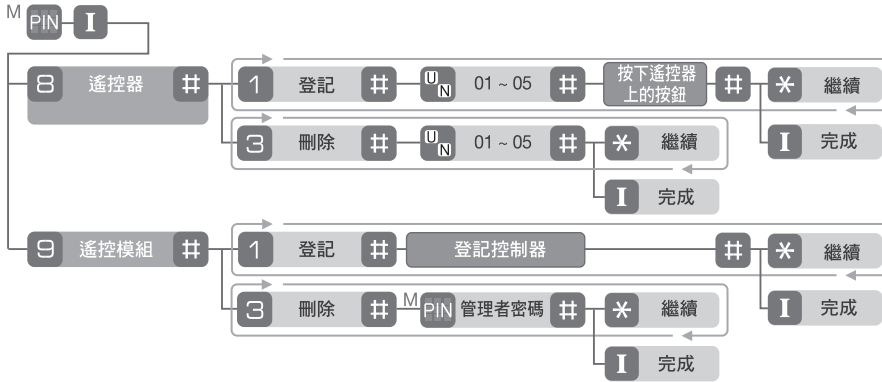 M PIN I
8 遙控器 #
1 登記 # UN 01 ~ 05 # 按下遙控器
上的按鈕 # * 繼續
I 完成
3 刪除 # UN 01 ~ 05 # * 繼續
I 完成
9 遙控模組 #
1 登記 # 登記控制器 # * 繼續
I 完成
3 刪除 # M PIN 管理者密碼 # * 繼續
I 完成